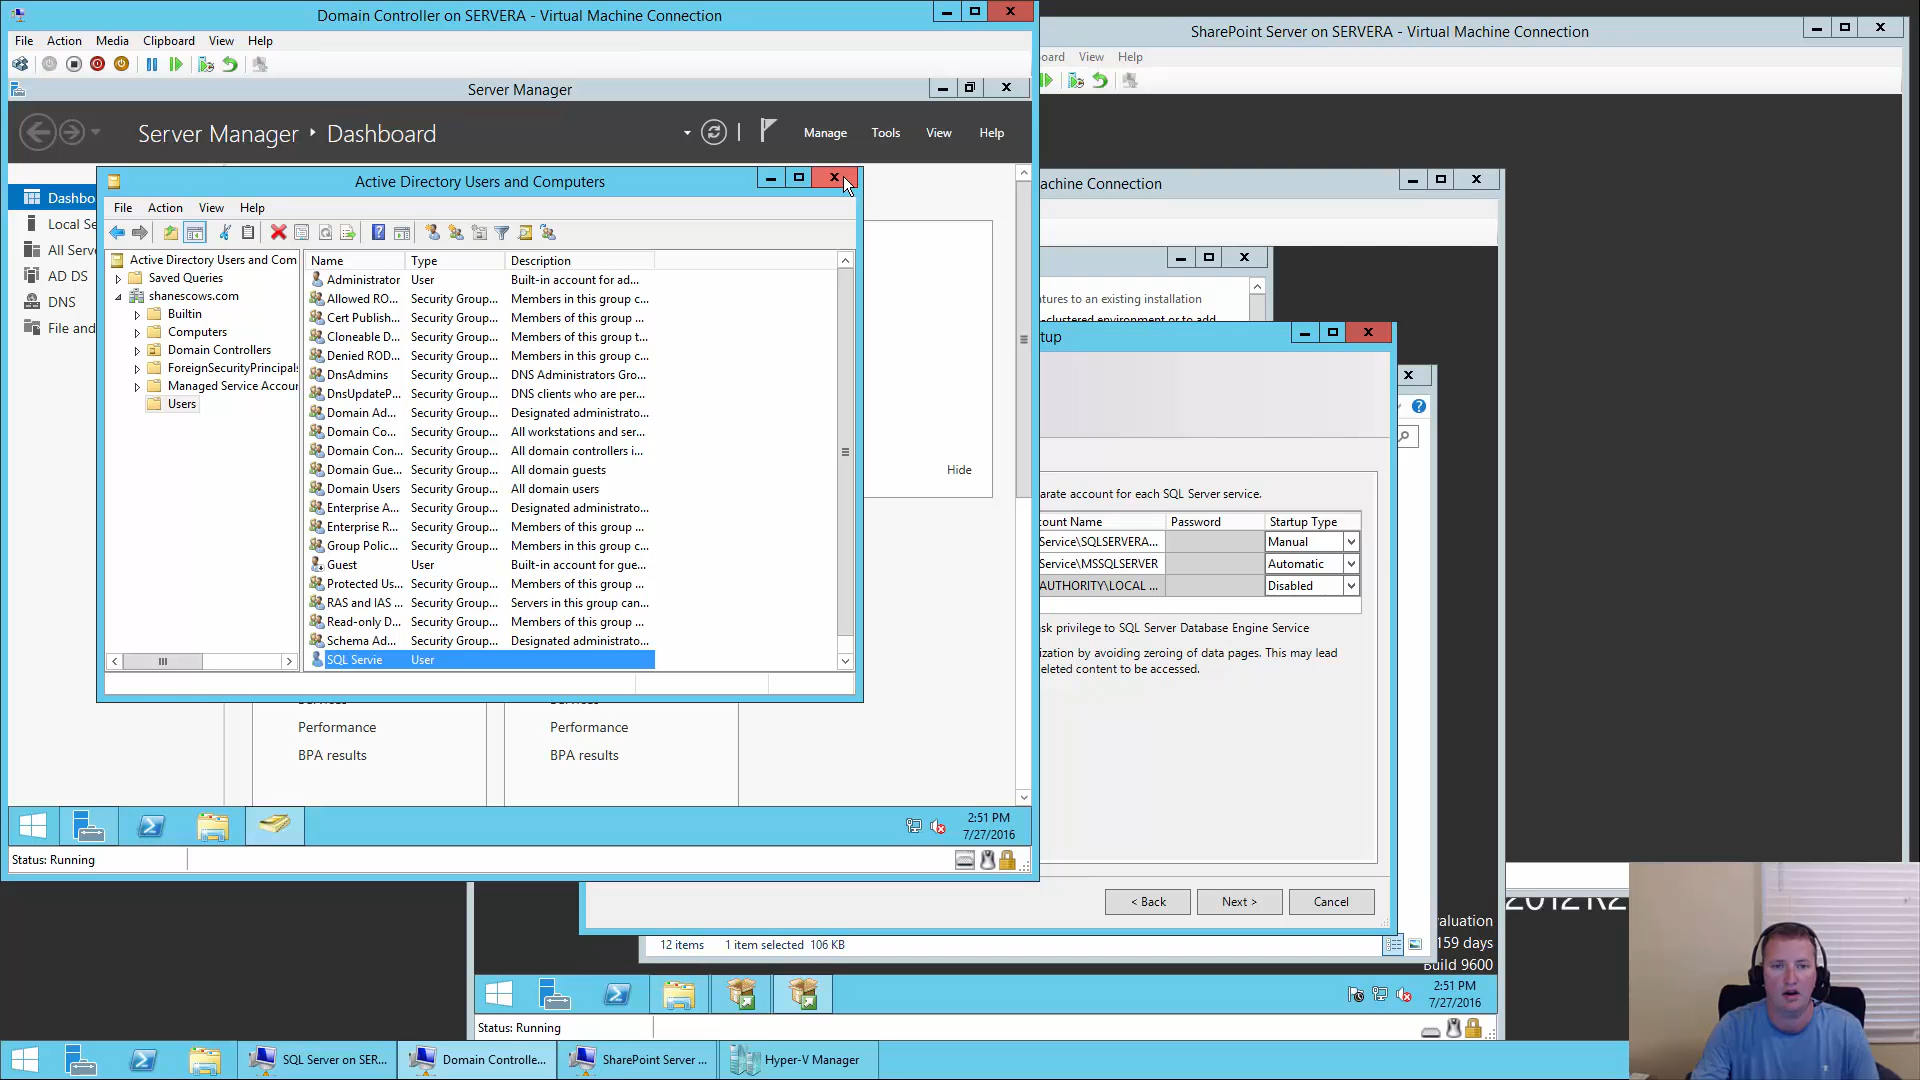 Domain Controller on SERVERA - Virtual Machine Connection
File Action Media Clipboard View Help
Server Manager
Server Manager ‣ Dashboard
Manage Tools View Help
Dashbo
Local Se
All Serve
AD DS
DNS
File and
Active Directory Users and Computers
File Action View Help
Active Directory Users and Com
Saved Queries
shanescows.com
Builtin
Computers
Domain Controllers
ForeignSecurityPrincipals
Managed Service Accour
Users
Name Type Description
Administrator User Built-in account for ad...
Allowed RO... Security Group... Members in this group c...
Cert Publish... Security Group... Members of this group ...
Cloneable D... Security Group... Members of this group t...
Denied ROD... Security Group... Members in this group c...
DnsAdmins Security Group... DNS Administrators Gro...
DnsUpdateP... Security Group... DNS clients who are per...
Domain Ad... Security Group... Designated administrato...
Domain Co... Security Group... All workstations and ser...
Domain Con... Security Group... All domain controllers i...
Domain Gue... Security Group... All domain guests
Domain Users Security Group... All domain users
Enterprise A... Security Group... Designated administrato...
Enterprise R... Security Group... Members of this group ...
Group Polic... Security Group... Members in this group c...
Guest User Built-in account for gue...
Protected Us... Security Group... Members of this group ...
RAS and IAS ... Security Group... Servers in this group can...
Read-only D... Security Group... Members of this group ...
Schema Ad... Security Group... Designated administrato...
SQL Servie User
Hide
Performance Performance
BPA results BPA results
2:51 PM
7/27/2016
Status: Running
SharePoint Server on SERVERA - Virtual Machine Connection
oard View Help
achine Connection
tures to an existing installation
-clustered environment or to add
tup
arate account for each SQL Server service.
count Name Password Startup Type
Service\SQLSERVERA... Manual
Service\MSSQLSERVER Automatic
AUTHORITY\LOCAL ... Disabled
sk privilege to SQL Server Database Engine Service
ization by avoiding zeroing of data pages. This may lead
eleted content to be accessed.
< Back Next > Cancel
12 items 1 item selected 106 KB
2012 R2
valuation
159 days
Build 9600
2:51 PM
7/27/2016
Status: Running
SQL Server on SER... Domain Controlle... SharePoint Server ... Hyper-V Manager